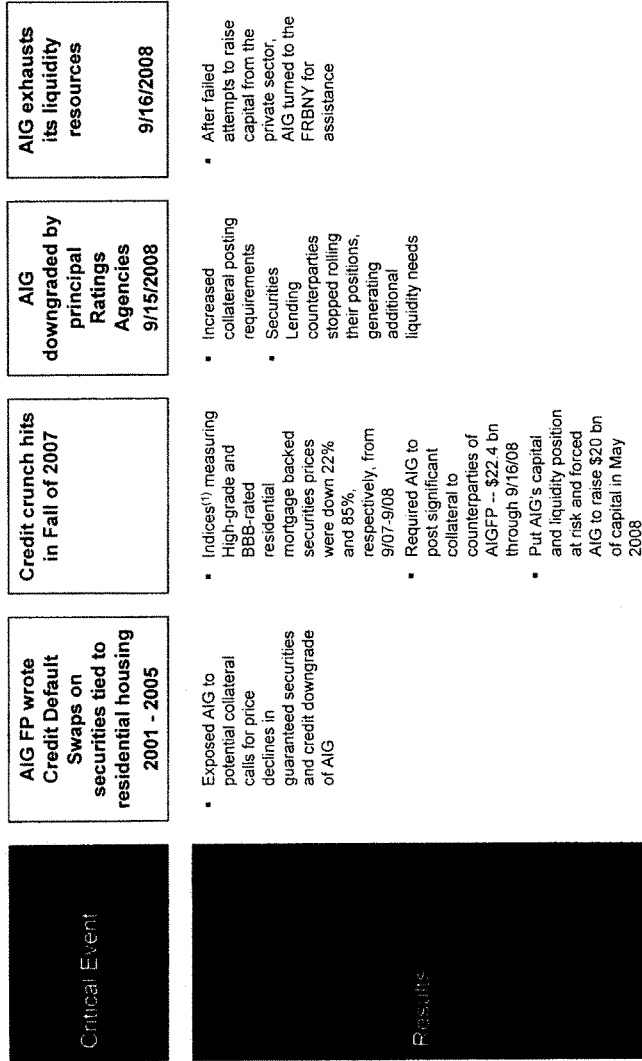 Critical Event
AIG FP wrote
Credit Default
Swaps on
securities tied to
residential housing
2001 - 2005
Credit crunch hits
in Fall of 2007
AIG
downgraded by
principal
Ratings
Agencies
9/15/2008
AIG exhausts
its liquidity
resources
9/16/2008
Results
▪ Exposed AIG to
potential collateral
calls for price
declines in
guaranteed securities
and credit downgrade
of AIG
▪ Indices(1) measuring
High-grade and
BBB-rated
residential
mortgage backed
securities prices
were down 22%
and 85%,
respectively, from
9/07-9/08
▪ Required AIG to
post significant
collateral to
counterparties of
AIGFP -- $22.4 bn
through 9/16/08
▪ Put AIG's capital
and liquidity position
at risk and forced
AIG to raise $20 bn
of capital in May
2008
▪ Increased
collateral posting
requirements
▪ Securities
Lending
counterparties
stopped rolling
their positions,
generating
additional
liquidity needs
▪ After failed
attempts to raise
capital from the
private sector,
AIG turned to the
FRBNY for
assistance